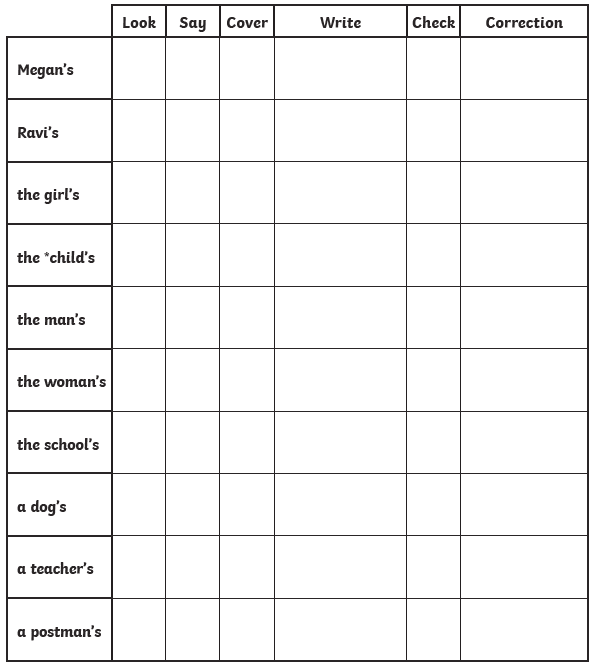 Look Say Cover Write Check Correction
Megan's
Ravi's
the girl's
the *child's
the man's
the woman's
the school's
a dog's
a teacher's
a postman's